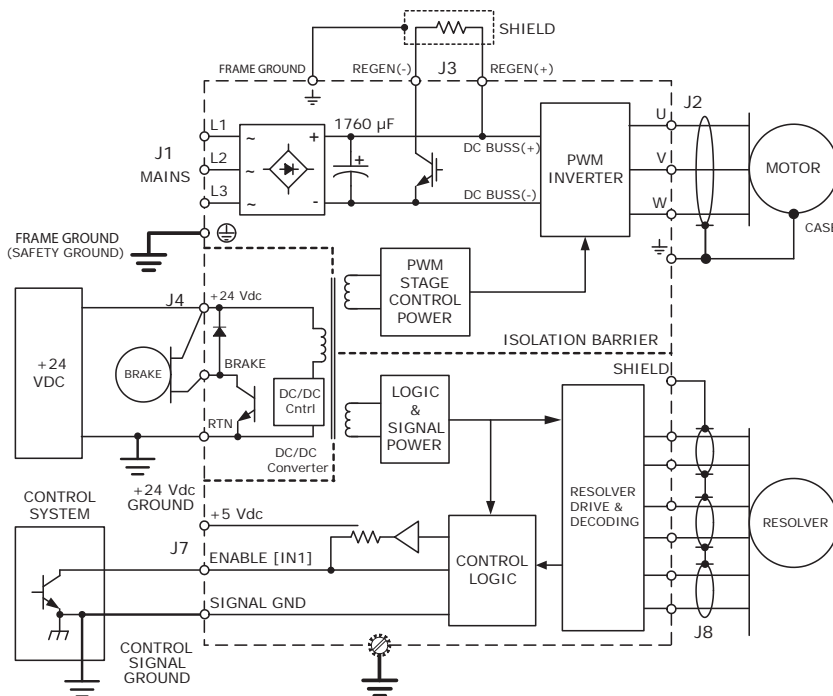 SHIELD
FRAME GROUND
REGEN(-)
J3
REGEN(+)
L1
L2
L3
J1
MAINS
~
~
~
+
-
1760 µF
+
DC BUSS(+)
DC BUSS(-)
PWM
INVERTER
U
V
W
J2
MOTOR
CASE
FRAME GROUND
(SAFETY GROUND)
J4
+24 Vdc
+24
VDC
BRAKE
BRAKE
RTN
DC/DC
Cntrl
DC/DC
Converter
PWM
STAGE
CONTROL
POWER
ISOLATION BARRIER
SHIELD
LOGIC
&
SIGNAL
POWER
RESOLVER
DRIVE &
DECODING
RESOLVER
J8
+24 Vdc
GROUND
CONTROL
SYSTEM
+5 Vdc
J7
ENABLE [IN1]
SIGNAL GND
CONTROL
LOGIC
CONTROL
SIGNAL
GROUND